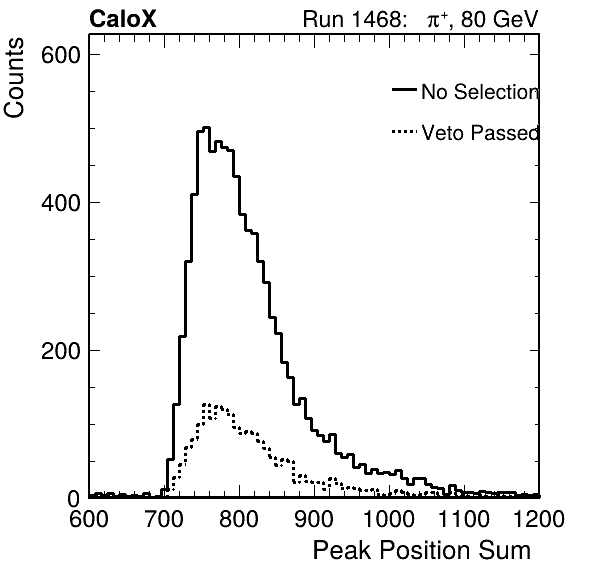 CaloX Run 1468: π⁺, 80 GeV
Counts
600
No Selection
Veto Passed
400
200
0
600 700 800 900 1000 1100 1200
Peak Position Sum